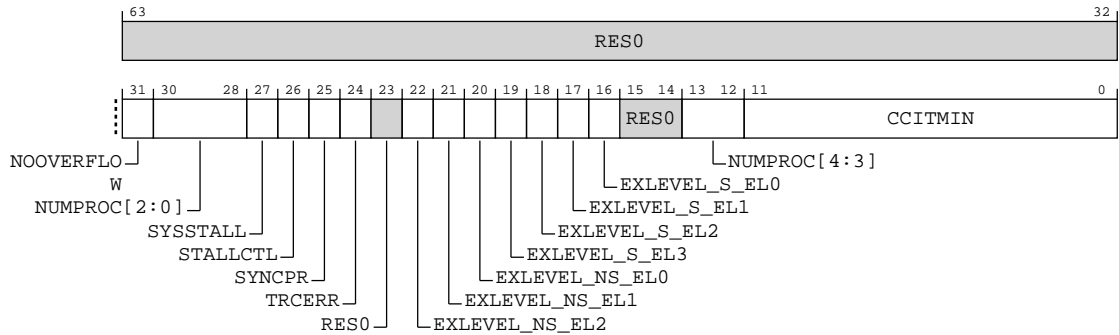 63 32
RES0
31 30 28 27 26 25 24 23 22 21 20 19 18 17 16 15 14 13 12 11 0
RES0 CCITMIN
NOOVERFLO NUMPROC[4:3]
W EXLEVEL_S_EL0
NUMPROC[2:0] EXLEVEL_S_EL1
SYSSTALL EXLEVEL_S_EL2
STALLCTL EXLEVEL_S_EL3
SYNCPR EXLEVEL_NS_EL0
TRCERR EXLEVEL_NS_EL1
RES0 EXLEVEL_NS_EL2